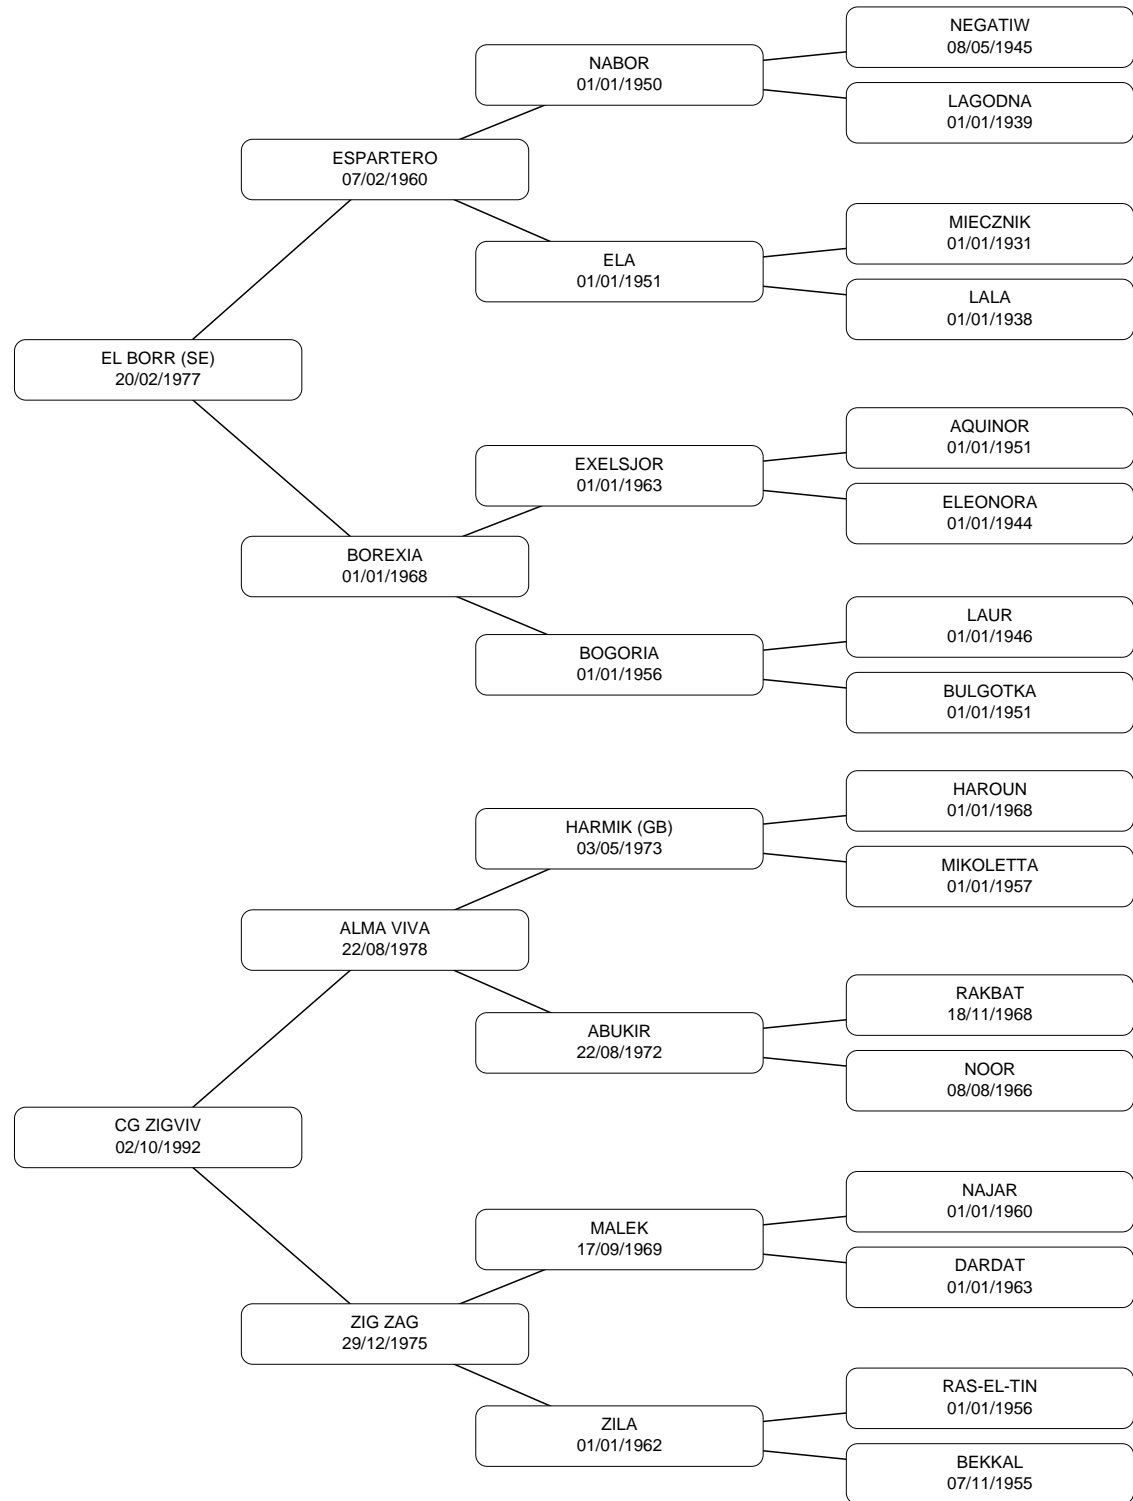 NEGATIW
08/05/1945
NABOR
01/01/1950
LAGODNA
01/01/1939
ESPARTERO
07/02/1960
MIECZNIK
01/01/1931
ELA
01/01/1951
LALA
01/01/1938
EL BORR (SE)
20/02/1977
AQUINOR
01/01/1951
EXELSJOR
01/01/1963
ELEONORA
01/01/1944
BOREXIA
01/01/1968
LAUR
01/01/1946
BOGORIA
01/01/1956
BULGOTKA
01/01/1951
HAROUN
01/01/1968
HARMIK (GB)
03/05/1973
MIKOLETTA
01/01/1957
ALMA VIVA
22/08/1978
RAKBAT
18/11/1968
ABUKIR
22/08/1972
NOOR
08/08/1966
CG ZIGVIV
02/10/1992
NAJAR
01/01/1960
MALEK
17/09/1969
DARDAT
01/01/1963
ZIG ZAG
29/12/1975
RAS-EL-TIN
01/01/1956
ZILA
01/01/1962
BEKKAL
07/11/1955